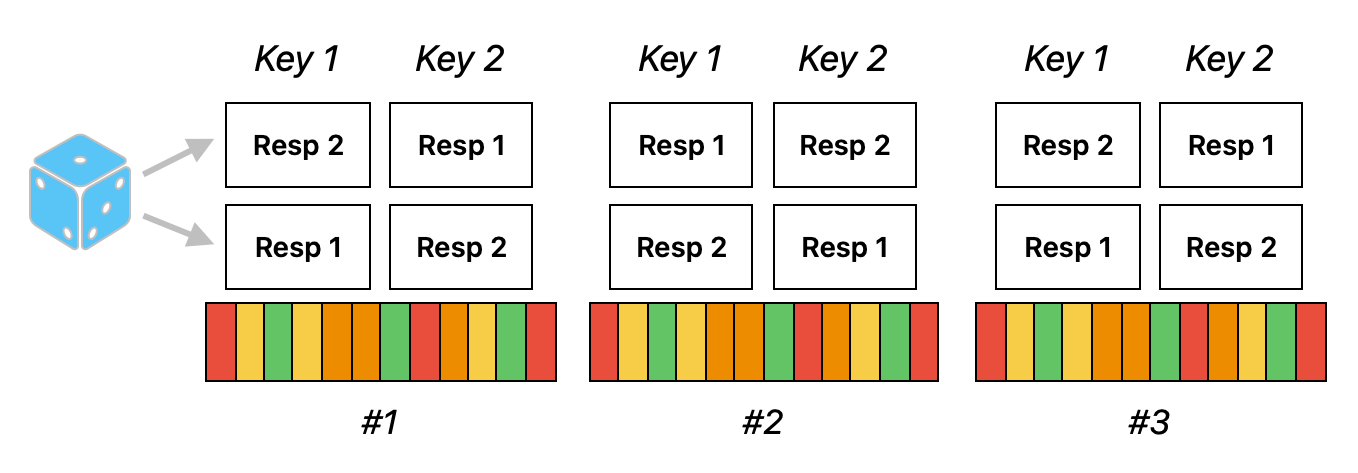 Key 1 Key 2 Key 1 Key 2 Key 1 Key 2
Resp 2 Resp 1 Resp 1 Resp 2 Resp 2 Resp 1
Resp 1 Resp 2 Resp 2 Resp 1 Resp 1 Resp 2
#1 #2 #3